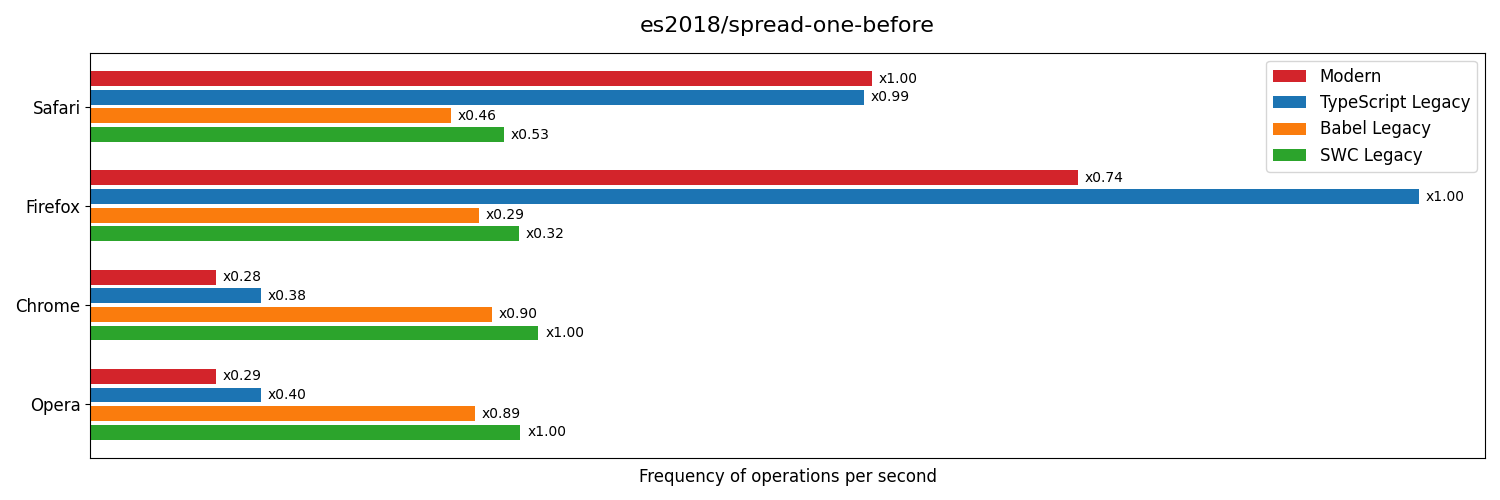 es2018/spread-one-before
Modern
TypeScript Legacy
Babel Legacy
SWC Legacy
Safari
x1.00
x0.99
x0.46
x0.53
Firefox
x0.74
x1.00
x0.29
x0.32
Chrome
x0.28
x0.38
x0.90
x1.00
Opera
x0.29
x0.40
x0.89
x1.00
Frequency of operations per second